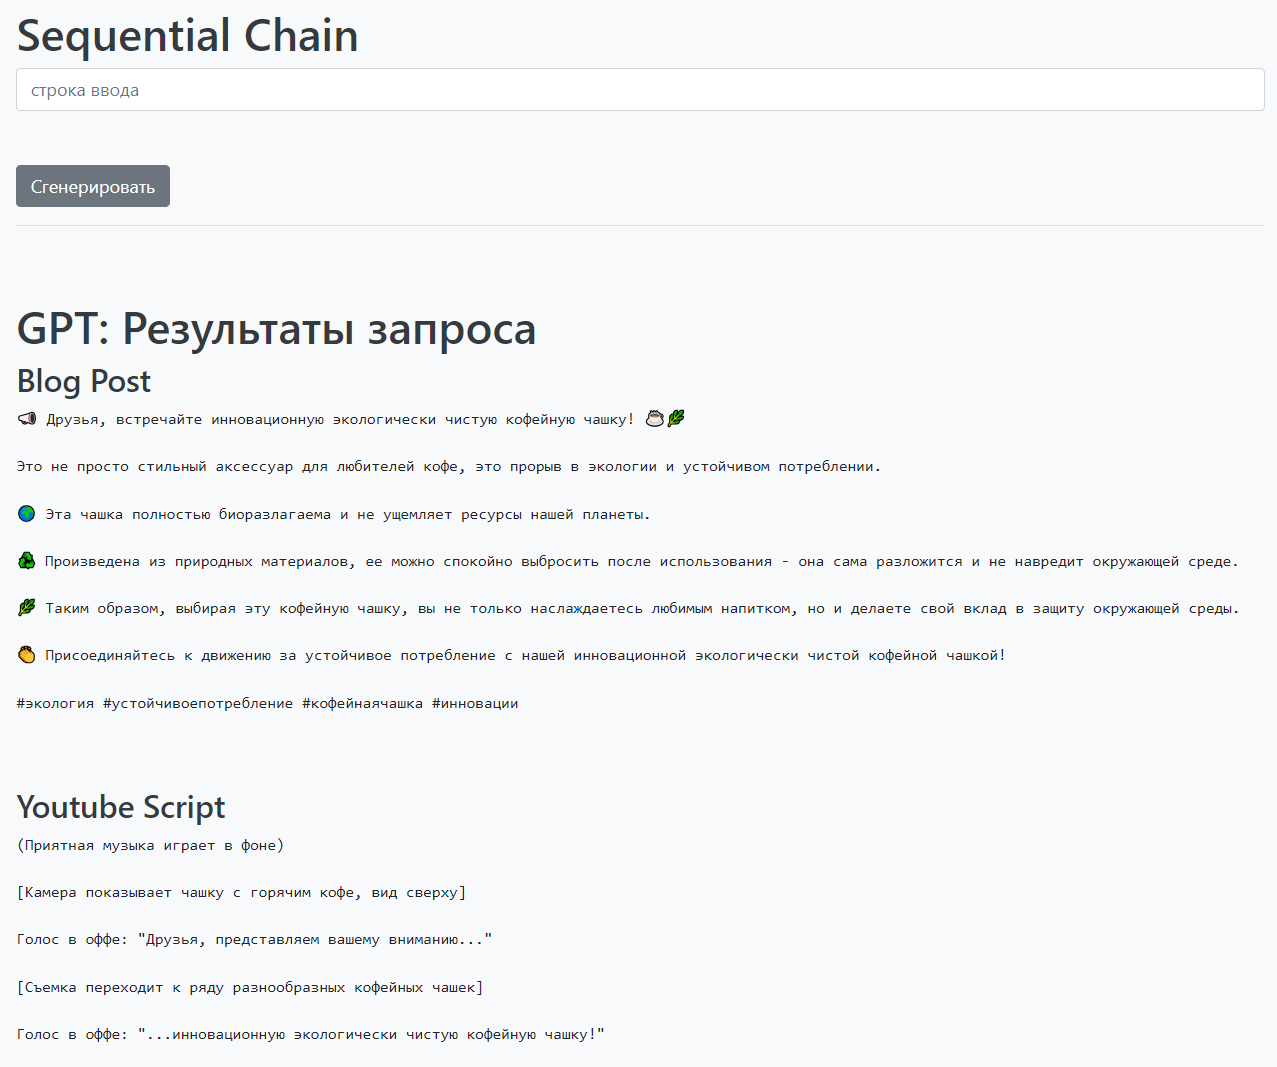 Sequential Chain
строка ввода
Сгенерировать
GPT: Результаты запроса
Blog Post
📢 Друзья, встречайте инновационную экологически чистую кофейную чашку! ☕🌿
Это не просто стильный аксессуар для любителей кофе, это прорыв в экологии и устойчивом потреблении.
🌍 Эта чашка полностью биоразлагаема и не ущемляет ресурсы нашей планеты.
♻ Произведена из природных материалов, ее можно спокойно выбросить после использования - она сама разложится и не навредит окружающей среде.
🌿 Таким образом, выбирая эту кофейную чашку, вы не только наслаждаетесь любимым напитком, но и делаете свой вклад в защиту окружающей среды.
👏 Присоединяйтесь к движению за устойчивое потребление с нашей инновационной экологически чистой кофейной чашкой!
#экология #устойчивоепотребление #кофейнаячашка #инновации
Youtube Script
(Приятная музыка играет в фоне)
[Камера показывает чашку с горячим кофе, вид сверху]
Голос в оффе: "Друзья, представляем вашему вниманию..."
[Съемка переходит к ряду разнообразных кофейных чашек]
Голос в оффе: "...инновационную экологически чистую кофейную чашку!"